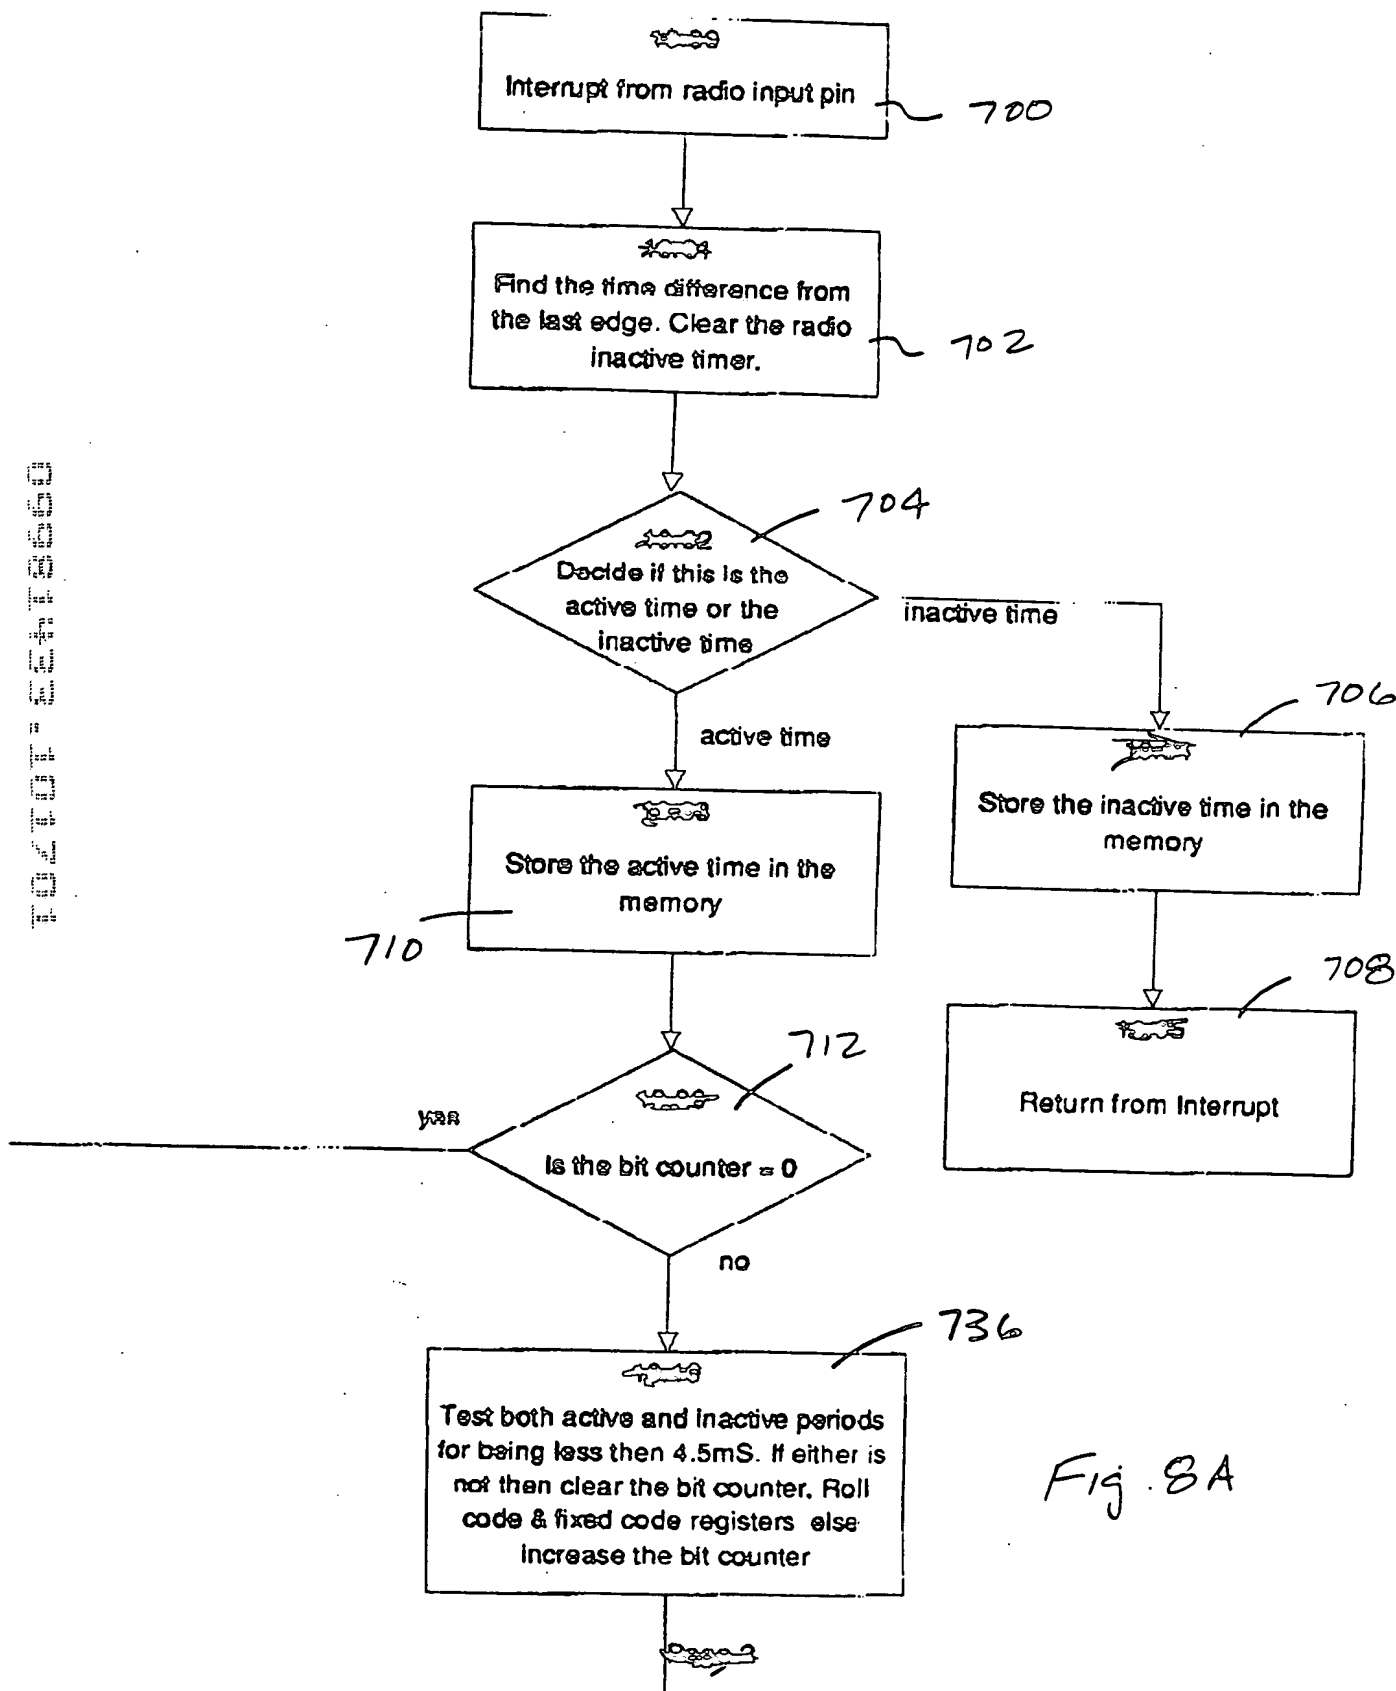 Interrupt from radio input pin
700
Find the time difference from
the last edge. Clear the radio
inactive timer.
702
704
Decide if this is the
active time or the
inactive time
inactive time
active time
706
Store the inactive time in the
memory
Store the active time in the
memory
710
708
Return from Interrupt
712
yes
Is the bit counter = 0
no
736
Test both active and inactive periods
for being less then 4.5mS. If either is
not then clear the bit counter. Roll
code & fixed code registers else
increase the bit counter
Fig. 8A
09981433.101701